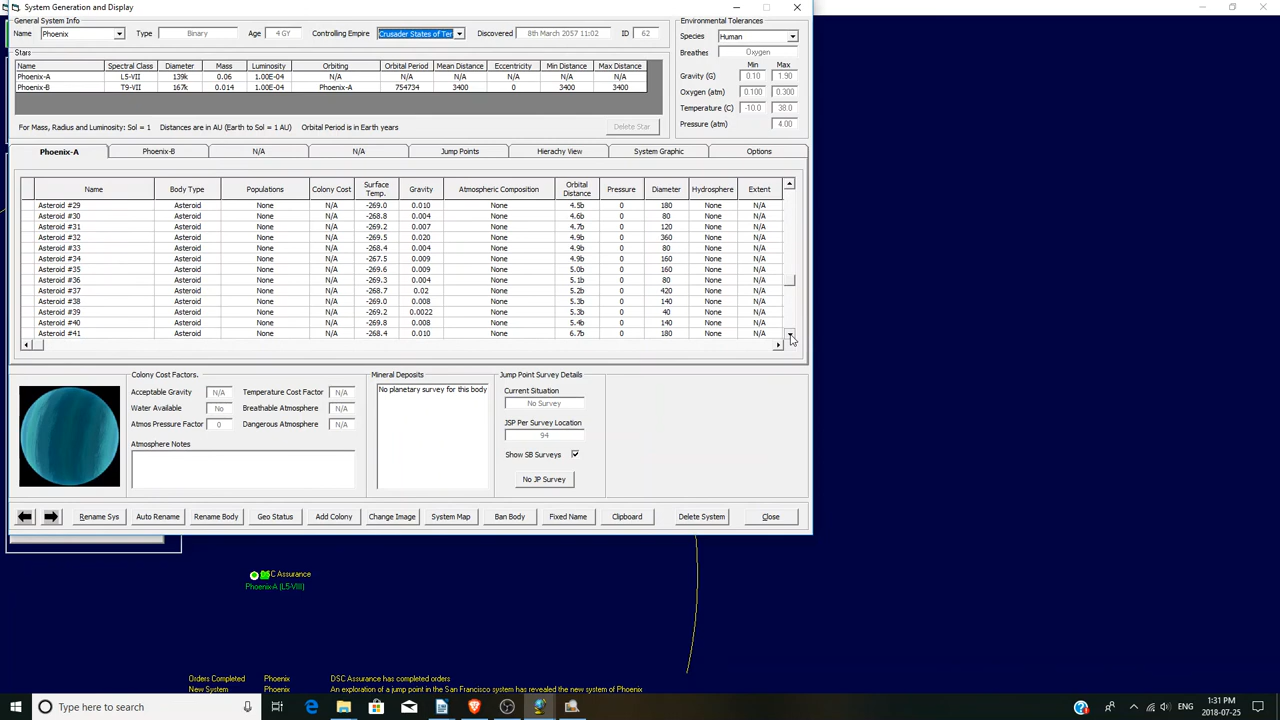 System Generation and Display
General System Info
Name Phoenix Type Binary Age 4 GY Controlling Empire Crusader States of Ter Discovered 8th March 2057 11:02 ID 62
Environmental Tolerances
Species Human
Breathes Oxygen
Min Max
Gravity (G) 0.10 1.90
Oxygen (atm) 0.100 0.300
Temperature (C) -10.0 38.0
Pressure (atm) 4.00
Stars
Name Spectral Class Diameter Mass Luminosity Orbiting Orbital Period Mean Distance Eccentricity Min Distance Max Distance
Phoenix-A L5-VII 139k 0.06 1.00E-04 N/A N/A N/A N/A N/A N/A
Phoenix-B T9-VII 167k 0.014 1.00E-04 Phoenix-A 754734 3400 0 3400 3400
For Mass, Radius and Luminosity: Sol = 1 Distances are in AU (Earth to Sol = 1 AU) Orbital Period is in Earth years Delete Star
Phoenix-A Phoenix-B N/A N/A Jump Points Hierachy View System Graphic Options
Name Body Type Populations Colony Cost Surface Temp. Gravity Atmospheric Composition Orbital Distance Pressure Diameter Hydrosphere Extent
Asteroid #29 Asteroid None N/A -269.0 0.010 None 4.5b 0 180 None N/A
Asteroid #30 Asteroid None N/A -268.8 0.004 None 4.6b 0 80 None N/A
Asteroid #31 Asteroid None N/A -269.2 0.007 None 4.7b 0 120 None N/A
Asteroid #32 Asteroid None N/A -269.5 0.020 None 4.9b 0 360 None N/A
Asteroid #33 Asteroid None N/A -268.4 0.004 None 4.9b 0 80 None N/A
Asteroid #34 Asteroid None N/A -267.5 0.009 None 4.9b 0 160 None N/A
Asteroid #35 Asteroid None N/A -269.6 0.009 None 5.0b 0 160 None N/A
Asteroid #36 Asteroid None N/A -269.3 0.004 None 5.1b 0 80 None N/A
Asteroid #37 Asteroid None N/A -268.7 0.02 None 5.2b 0 420 None N/A
Asteroid #38 Asteroid None N/A -269.0 0.008 None 5.3b 0 140 None N/A
Asteroid #39 Asteroid None N/A -269.2 0.0022 None 5.3b 0 40 None N/A
Asteroid #40 Asteroid None N/A -269.8 0.008 None 5.4b 0 140 None N/A
Asteroid #41 Asteroid None N/A -268.4 0.010 None 6.7b 0 180 None N/A
Colony Cost Factors.
Acceptable Gravity N/A Temperature Cost Factor N/A
Water Available No Breathable Atmosphere N/A
Atmos Pressure Factor 0 Dangerous Atmosphere N/A
Atmosphere Notes
Mineral Deposits
No planetary survey for this body
Jump Point Survey Details
Current Situation
No Survey
JSP Per Survey Location
94
Show SB Surveys
No JP Survey
Rename Sys Auto Rename Rename Body Geo Status Add Colony Change Image System Map Ban Body Fixed Name Clipboard Delete System Close
DSC Assurance
Phoenix-A (L5-VIII)
Orders Completed Phoenix DSC Assurance has completed orders
New System Phoenix An exploration of a jump point in the San Francisco system has revealed the new system of Phoenix
Type here to search
ENG
1:31 PM
2018-07-25